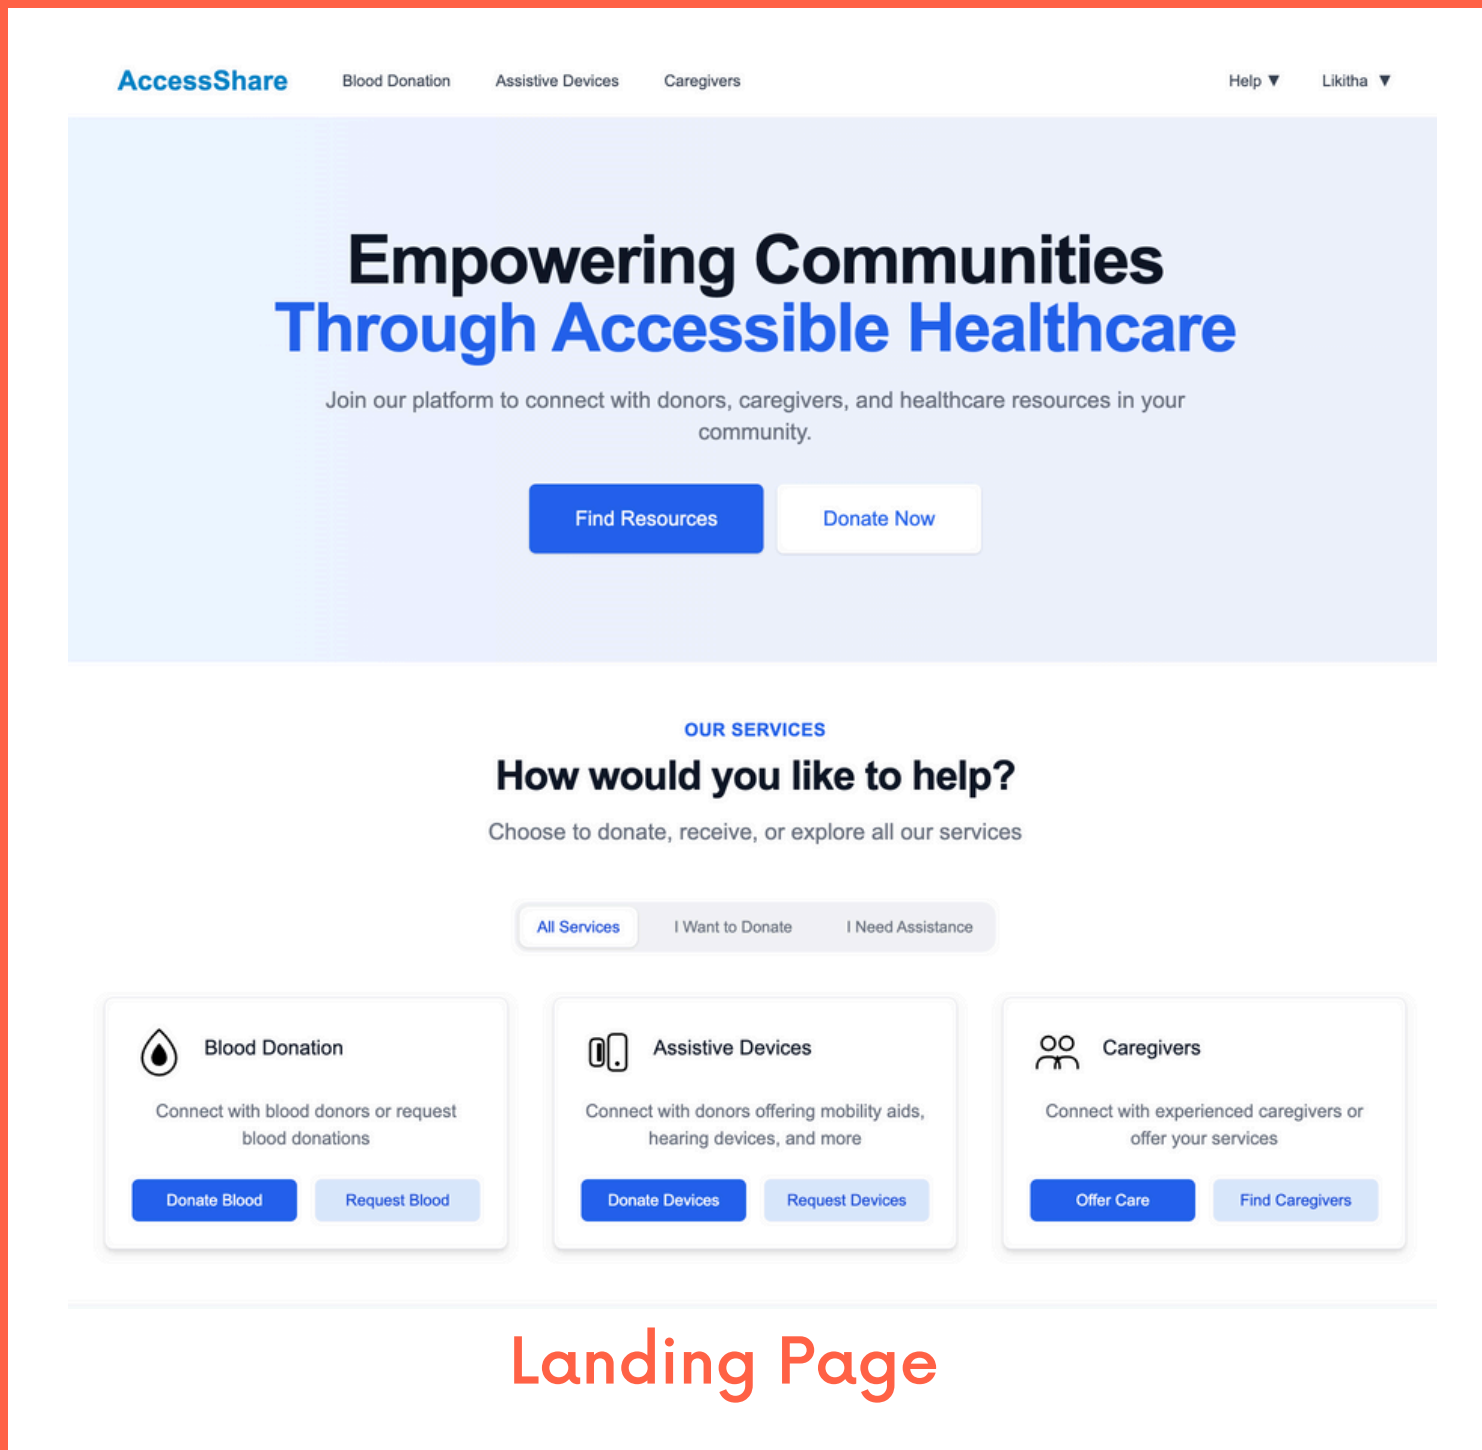 AccessShare Blood Donation Assistive Devices Caregivers Help ▼ Likitha ▼
Empowering Communities
Through Accessible Healthcare
Join our platform to connect with donors, caregivers, and healthcare resources in your
community.
Find Resources Donate Now
OUR SERVICES
How would you like to help?
Choose to donate, receive, or explore all our services
All Services I Want to Donate I Need Assistance
Blood Donation
Connect with blood donors or request
blood donations
Donate Blood Request Blood
Assistive Devices
Connect with donors offering mobility aids,
hearing devices, and more
Donate Devices Request Devices
Caregivers
Connect with experienced caregivers or
offer your services
Offer Care Find Caregivers
Landing Page